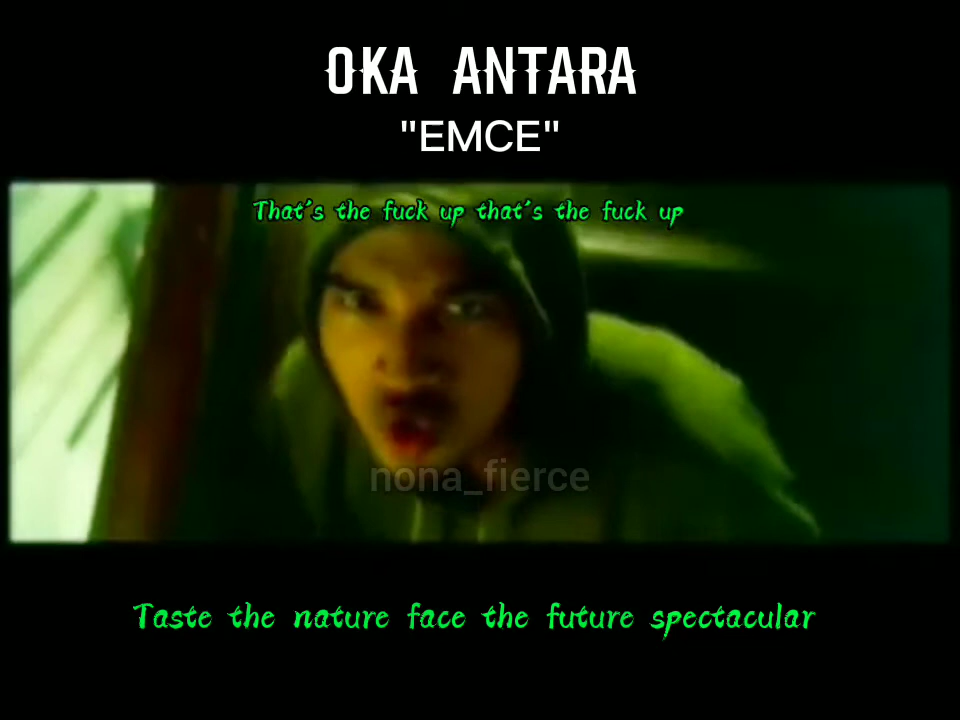 OKA ANTARA
"EMCE"
That's the fuck up that's the fuck up
nona_fierce
Taste the nature face the future spectacular